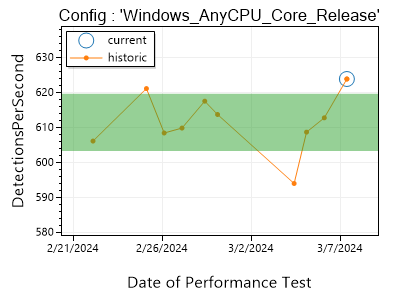 Config : 'Windows_AnyCPU_Core_Release'
current
historic
DetectionsPerSecond
630
620
610
600
590
580
2/21/2024 2/26/2024 3/2/2024 3/7/2024
Date of Performance Test